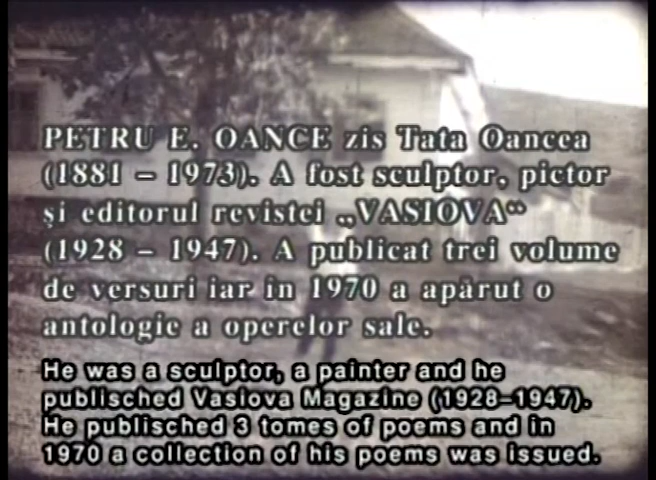 PETRU E. OANCE zis Tata Oancea
(1881 – 1973). A fost sculptor, pictor
și editorul revistei „VASIOVA“
(1928 – 1947). A publicat trei volume
de versuri iar în 1970 a apărut o
antologie a operelor sale.
He was a sculptor, a painter and he
publisched Vasiova Magazine (1928–1947).
He publisched 3 tomes of poems and in
1970 a collection of his poems was issued.